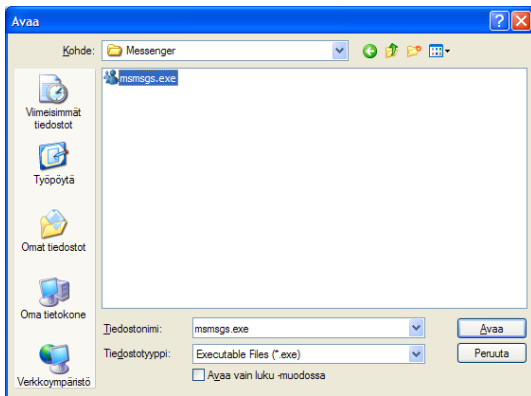 Avaa
Kohde:
Messenger
msmsgs.exe
Viimeisimmät
tiedostot
Työpöytä
Omat tiedostot
Oma tietokone
Verkkoympäristö
Tiedostonimi:
msmsgs.exe
Avaa
Tiedostotyyppi:
Executable Files (*.exe)
Peruuta
Avaa vain luku -muodossa